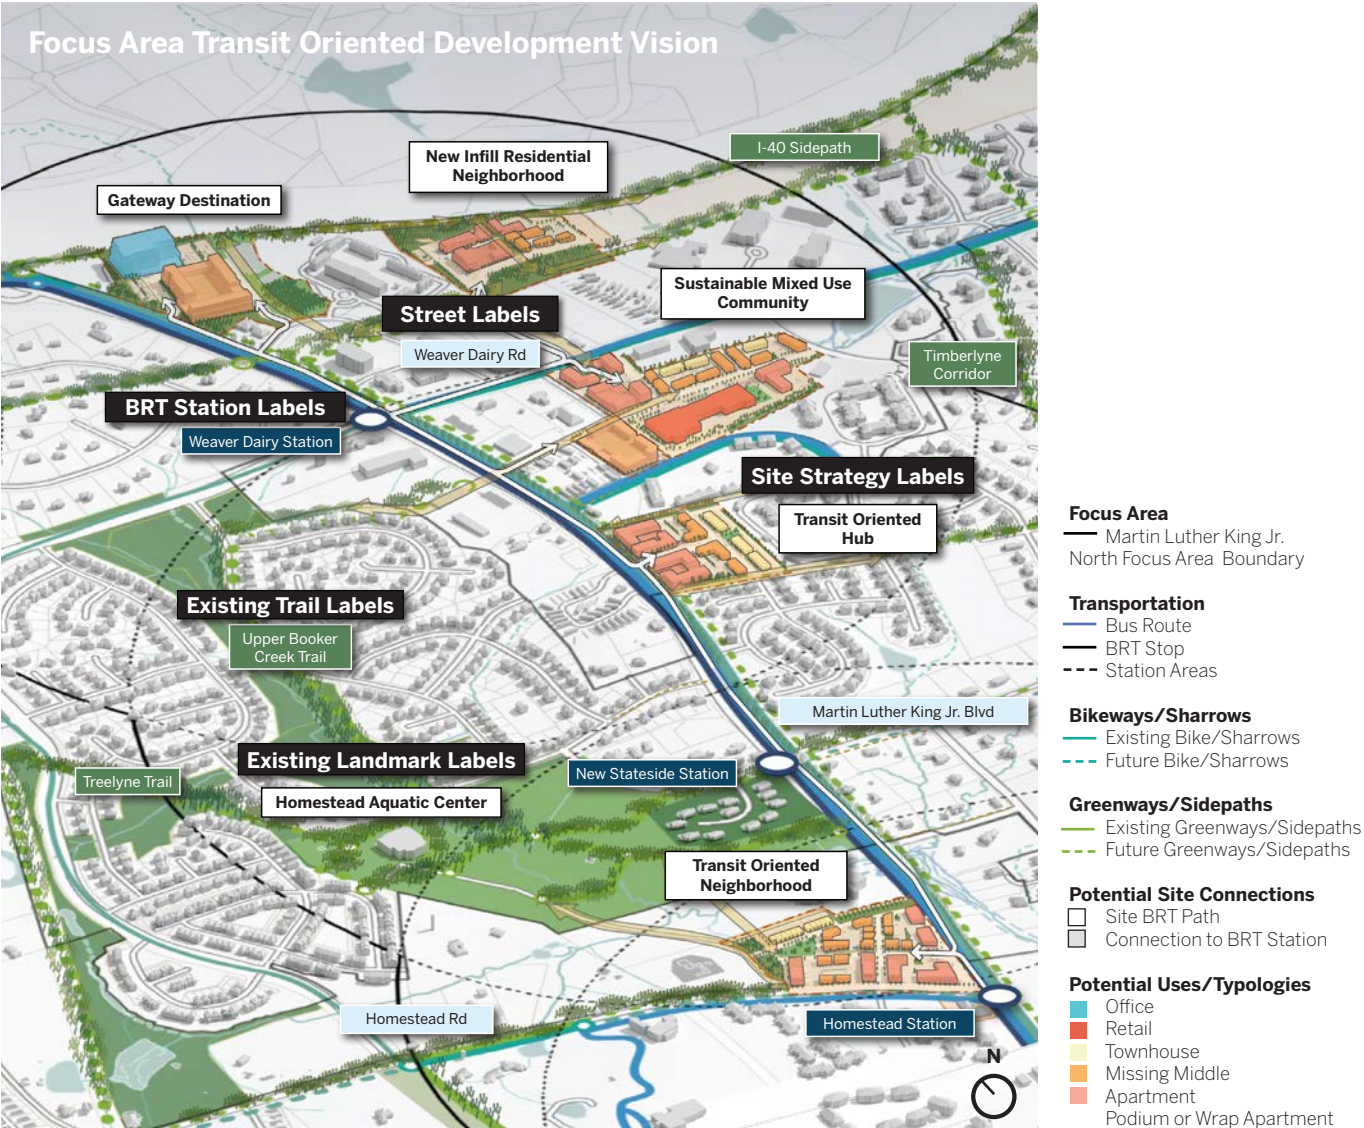 Focus Area Transit Oriented Development Vision
I-40 Sidepath
New Infill Residential
Neighborhood
Gateway Destination
Sustainable Mixed Use
Community
Street Labels
Weaver Dairy Rd
Timberlyne
Corridor
BRT Station Labels
Weaver Dairy Station
Site Strategy Labels
Transit Oriented
Hub
Existing Trail Labels
Upper Booker
Creek Trail
Martin Luther King Jr. Blvd
Existing Landmark Labels
New Stateside Station
Treelyne Trail
Homestead Aquatic Center
Transit Oriented
Neighborhood
Homestead Rd
Homestead Station
N
Focus Area
Martin Luther King Jr.
North Focus Area Boundary
Transportation
Bus Route
BRT Stop
Station Areas
Bikeways/Sharrows
Existing Bike/Sharrows
Future Bike/Sharrows
Greenways/Sidepaths
Existing Greenways/Sidepaths
Future Greenways/Sidepaths
Potential Site Connections
Site BRT Path
Connection to BRT Station
Potential Uses/Typologies
Office
Retail
Townhouse
Missing Middle
Apartment
Podium or Wrap Apartment